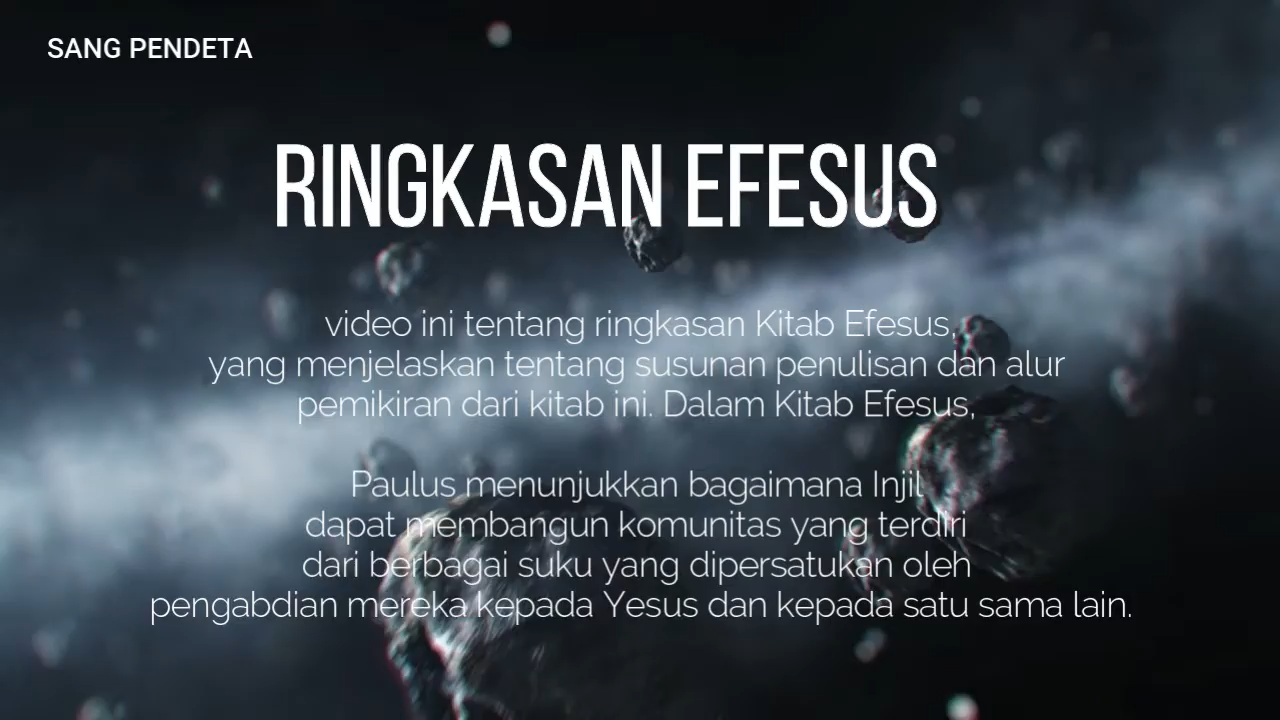 SANG PENDETA
RINGKASAN EFESUS
video ini tentang ringkasan Kitab Efesus,
yang menjelaskan tentang susunan penulisan dan alur
pemikiran dari kitab ini. Dalam Kitab Efesus,
Paulus menunjukkan bagaimana Injil
dapat membangun komunitas yang terdiri
dari berbagai suku yang dipersatukan oleh
pengabdian mereka kepada Yesus dan kepada satu sama lain.